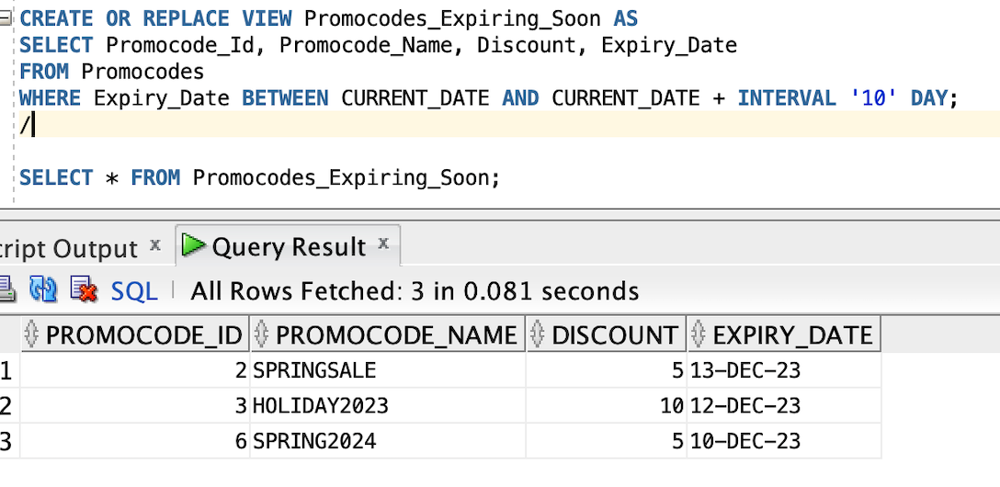 CREATE OR REPLACE VIEW Promocodes_Expiring_Soon AS
SELECT Promocode_Id, Promocode_Name, Discount, Expiry_Date
FROM Promocodes
WHERE Expiry_Date BETWEEN CURRENT_DATE AND CURRENT_DATE + INTERVAL '10' DAY;
/
SELECT * FROM Promocodes_Expiring_Soon;
cript Output x Query Result x
SQL All Rows Fetched: 3 in 0.081 seconds
PROMOCODE_ID PROMOCODE_NAME DISCOUNT EXPIRY_DATE
1 2 SPRINGSALE 5 13-DEC-23
2 3 HOLIDAY2023 10 12-DEC-23
3 6 SPRING2024 5 10-DEC-23